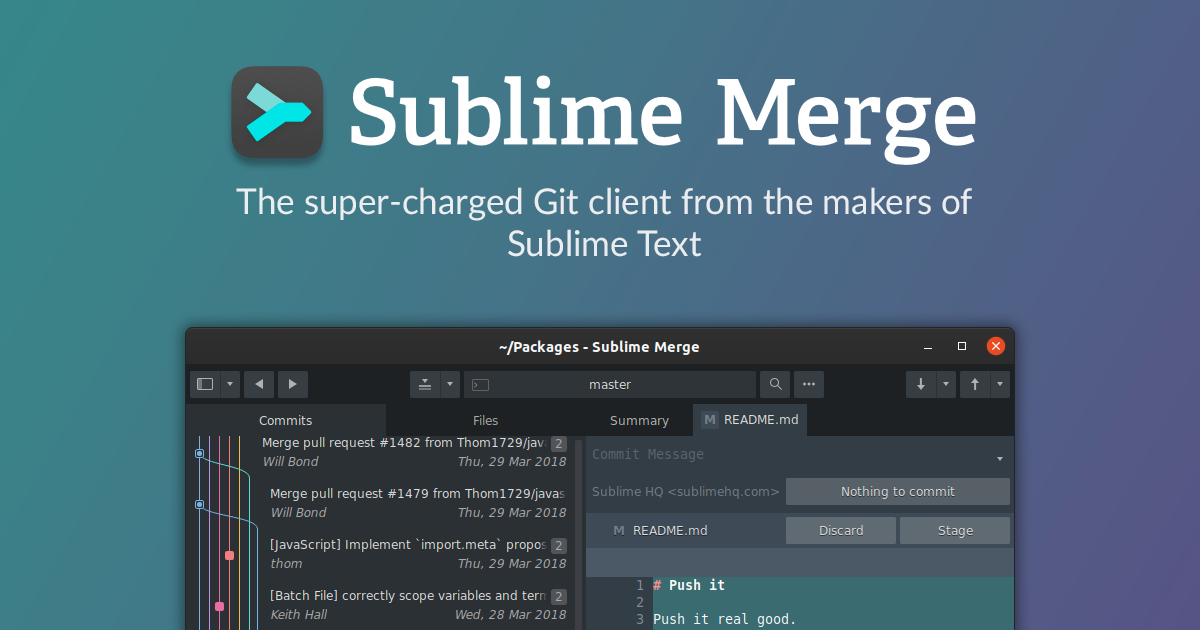 Sublime Merge
The super-charged Git client from the makers of
Sublime Text
~/Packages - Sublime Merge
master
Commits
Files
Summary
M README.md
Merge pull request #1482 from Thom1729/jav 2
Will Bond Thu, 29 Mar 2018
Merge pull request #1479 from Thom1729/javas
Will Bond Thu, 29 Mar 2018
[JavaScript] Implement `import.meta` propos 2
thom Thu, 29 Mar 2018
[Batch File] correctly scope variables and tern 2
Keith Hall Wed, 28 Mar 2018
Commit Message
Sublime HQ <sublimehq.com> Nothing to commit
M README.md Discard Stage
1 # Push it
2
3 Push it real good.